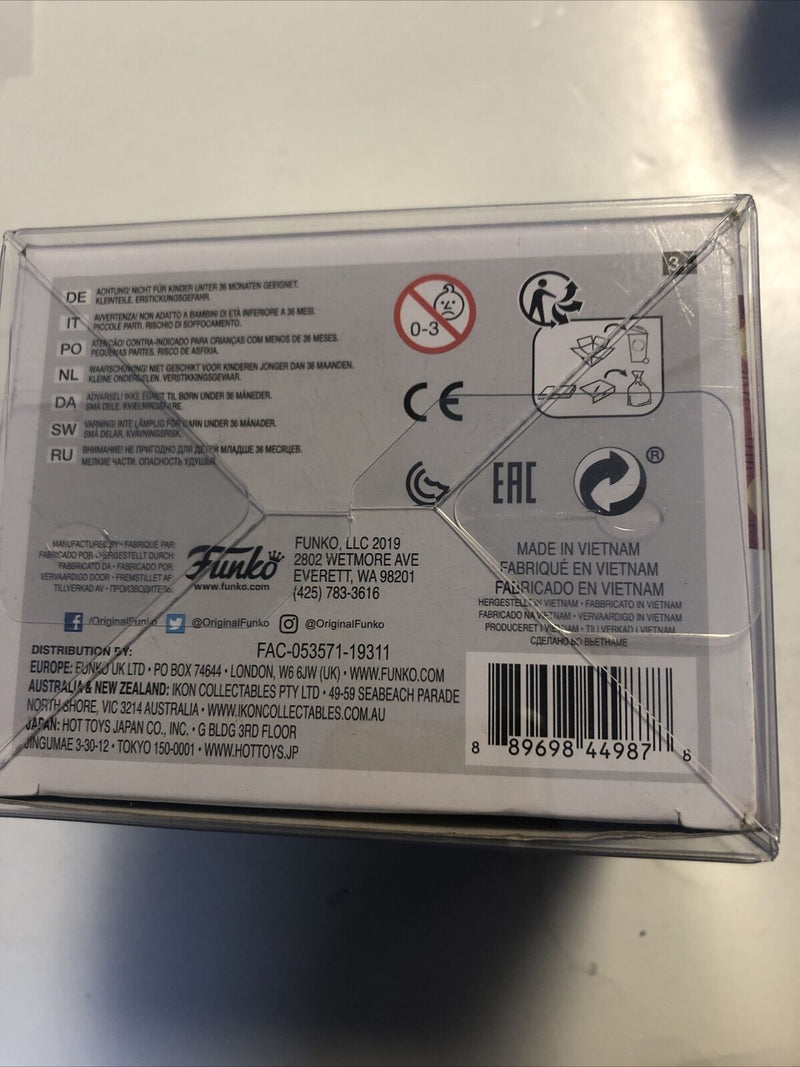 3+
DE ACHTUNG! NICHT FÜR KINDER UNTER 36 MONATEN GEEIGNET.
KLEINTEILE. ERSTICKUNGSGEFAHR.
IT AVVERTENZA! NON ADATTO A BAMBINI DI ETÀ INFERIORE A 36 MESI.
PICCOLE PARTI. RISCHIO DI SOFFOCAMENTO.
PO ATENÇÃO! CONTRA-INDICADO PARA CRIANÇAS COM MENOS DE 36 MESES.
PEQUENAS PARTES. RISCO DE ASFIXIA.
NL WAARSCHUWING! NIET GESCHIKT VOOR KINDEREN JONGER DAN 36 MAANDEN.
KLEINE ONDERDELEN. VERSTIKKINGSGEVAAR.
DA ADVARSEL! IKKE EGNET TIL BØRN UNDER 36 MÅNEDER.
SMÅ DELE. KVÆLNINGSFARE.
SW VARNING! INTE LÄMPLIG FÖR BARN UNDER 36 MÅNADER.
SMÅ DELAR. KVÄVNINGSRISK.
RU ВНИМАНИЕ! НЕ ПРИГОДНО ДЛЯ ДЕТЕЙ МЛАДШЕ 36 МЕСЯЦЕВ.
МЕЛКИЕ ЧАСТИ. ОПАСНОСТЬ УДУШЬЯ
0-3
CE
EAC
®
MANUFACTURED BY • FABRIQUÉ PAR:
FABRICADO POR • HERGESTELLT DURCH:
FABBRICATO DA • FABRICADO POR:
VERVAARDIGD DOOR • FREMSTILLET AF
TILLVERKAD AV • ПРОИЗВОДИТЕЛЬ:
Funko
www.funko.com
FUNKO, LLC 2019
2802 WETMORE AVE
EVERETT, WA 98201
(425) 783-3616
/OriginalFunko @OriginalFunko @OriginalFunko
MADE IN VIETNAM
FABRIQUÉ EN VIETNAM
FABRICADO EN VIETNAM
HERGESTELLT IN VIETNAM • FABBRICATO IN VIETNAM
FABRICADO NA VIETNAM • VERVAARDIGD IN VIETNAM
PRODUCERET I VIETNAM • TILLVERKAD I VIETNAM
СДЕЛАНО ВО ВЬЕТНАМЕ
FAC-053571-19311
DISTRIBUTION BY:
EUROPE: FUNKO UK LTD • PO BOX 74644 • LONDON, W6 6JW (UK) • WWW.FUNKO.COM
AUSTRALIA & NEW ZEALAND: IKON COLLECTABLES PTY LTD • 49-59 SEABEACH PARADE
NORTH SHORE, VIC 3214 AUSTRALIA • WWW.IKONCOLLECTABLES.COM.AU
JAPAN: HOT TOYS JAPAN CO., INC. • G BLDG 3RD FLOOR
JINGUMAE 3-30-12 • TOKYO 150-0001 • WWW.HOTTOYS.JP
8 89698 44987 8